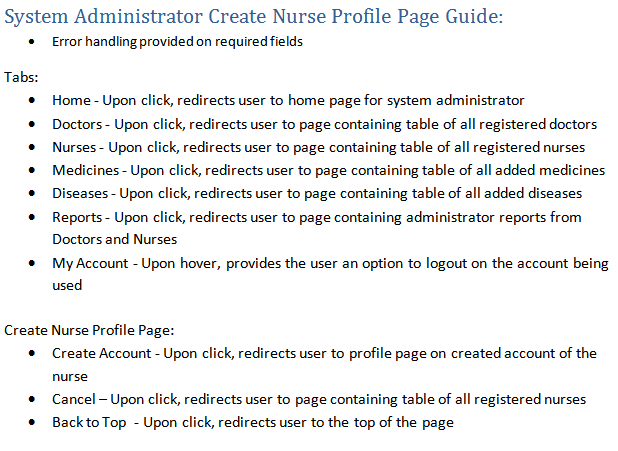 System Administrator Create Nurse Profile Page Guide:
• Error handling provided on required fields
Tabs:
• Home - Upon click, redirects user to home page for system administrator
• Doctors - Upon click, redirects user to page containing table of all registered doctors
• Nurses - Upon click, redirects user to page containing table of all registered nurses
• Medicines - Upon click, redirects user to page containing table of all added medicines
• Diseases - Upon click, redirects user to page containing table of all added diseases
• Reports - Upon click, redirects user to page containing administrator reports from
Doctors and Nurses
• My Account - Upon hover, provides the user an option to logout on the account being
used
Create Nurse Profile Page:
• Create Account - Upon click, redirects user to profile page on created account of the
nurse
• Cancel – Upon click, redirects user to page containing table of all registered nurses
• Back to Top - Upon click, redirects user to the top of the page